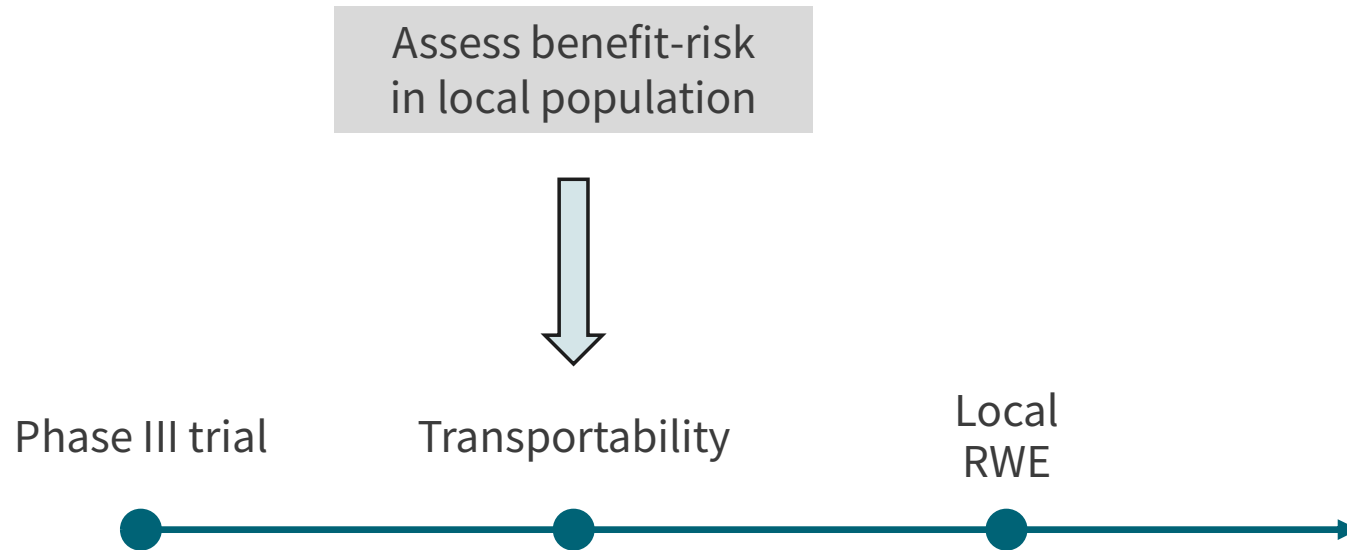 Assess benefit-risk
in local population
Phase III trial
Transportability
Local
RWE